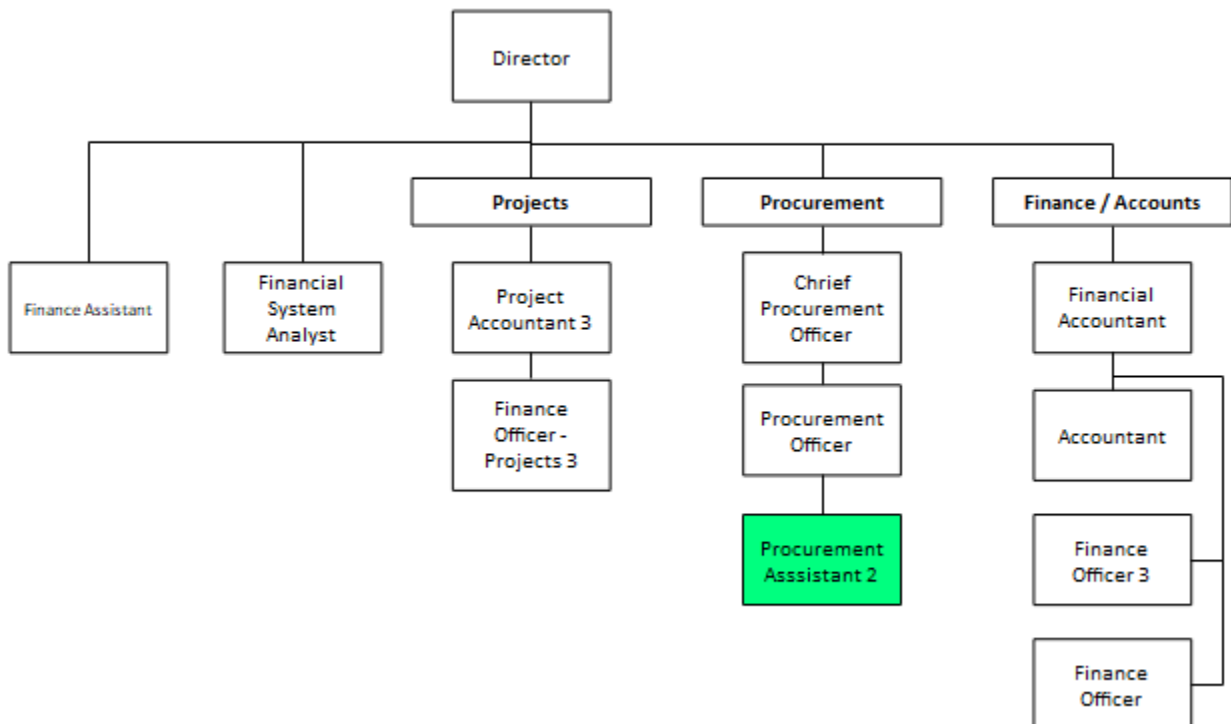 Director
Projects
Procurement
Finance / Accounts
Finance Assistant
Financial
System
Analyst
Project
Accountant 3
Chrief
Procurement
Officer
Financial
Accountant
Finance
Officer -
Projects 3
Procurement
Officer
Accountant
Procurement
Asssistant 2
Finance
Officer 3
Finance
Officer